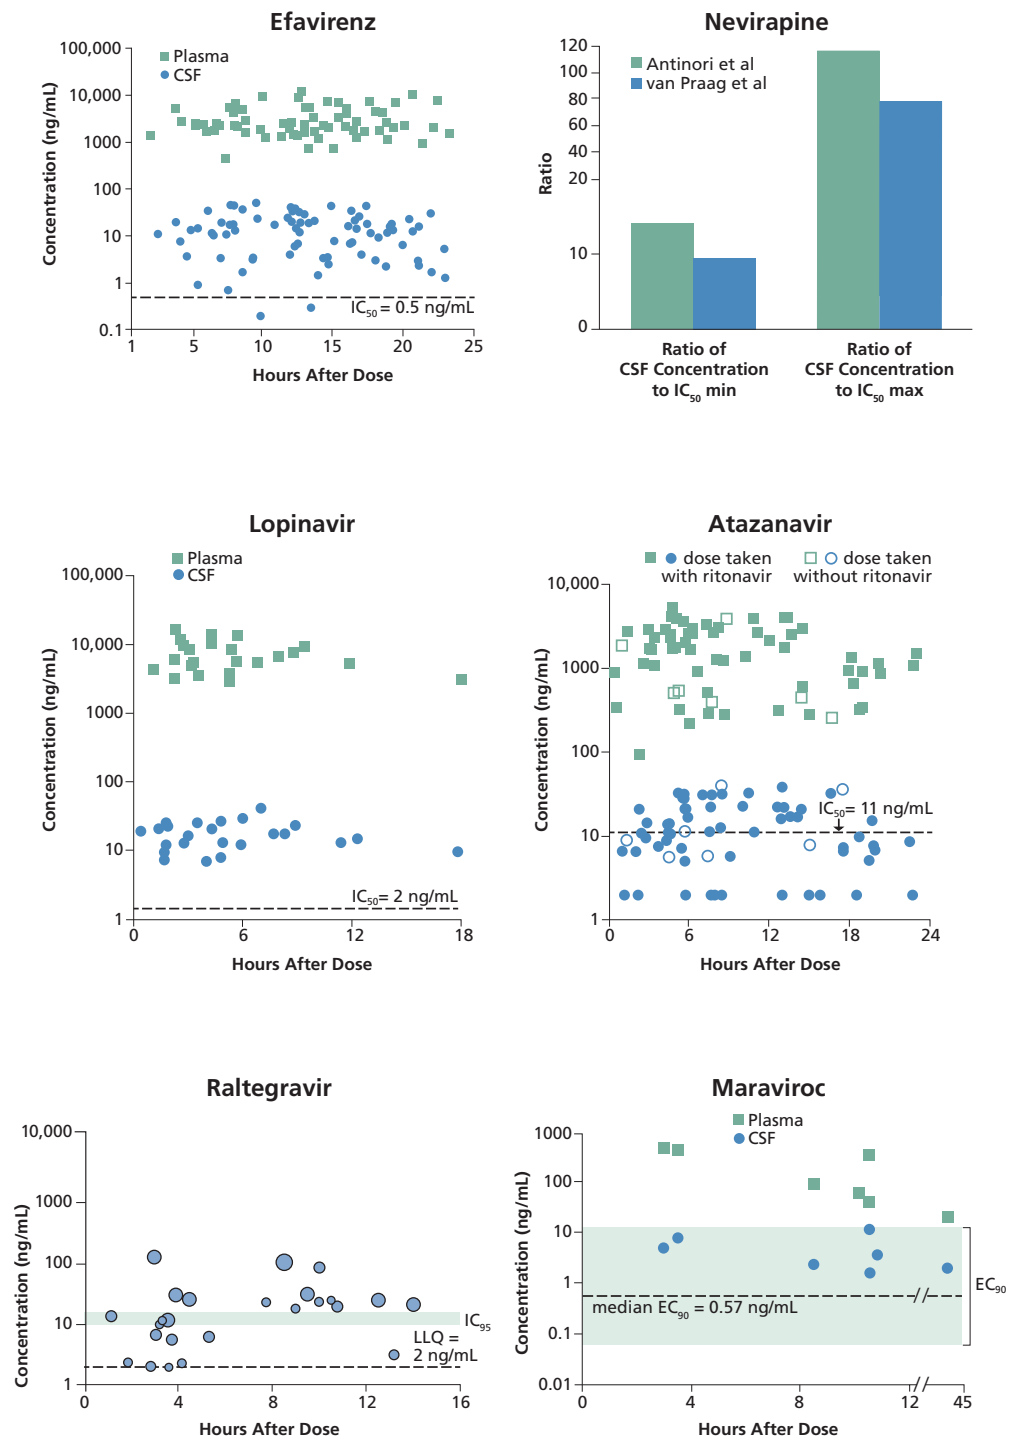 Efavirenz
Plasma
CSF
Concentration (ng/mL)
100,000
10,000
1000
100
10
1
0.1
IC50 = 0.5 ng/mL
1 5 10 15 20 25
Hours After Dose
Nevirapine
Antinori et al
van Praag et al
Ratio
120
100
80
60
40
20
10
0
Ratio of
CSF Concentration
to IC50 min
Ratio of
CSF Concentration
to IC50 max
Lopinavir
Plasma
CSF
Concentration (ng/mL)
100,000
10,000
1000
100
10
1
IC50= 2 ng/mL
0 6 12 18
Hours After Dose
Atazanavir
dose taken
with ritonavir
dose taken
without ritonavir
Concentration (ng/mL)
10,000
1000
100
10
1
IC50= 11 ng/mL
0 6 12 18 24
Hours After Dose
Raltegravir
Concentration (ng/mL)
10,000
1000
100
10
1
IC95
LLQ =
2 ng/mL
0 4 8 12 16
Hours After Dose
Maraviroc
Plasma
CSF
Concentration (ng/mL)
1000
100
10
1
0.1
0.01
EC90
median EC90 = 0.57 ng/mL
0 4 8 12 45
Hours After Dose